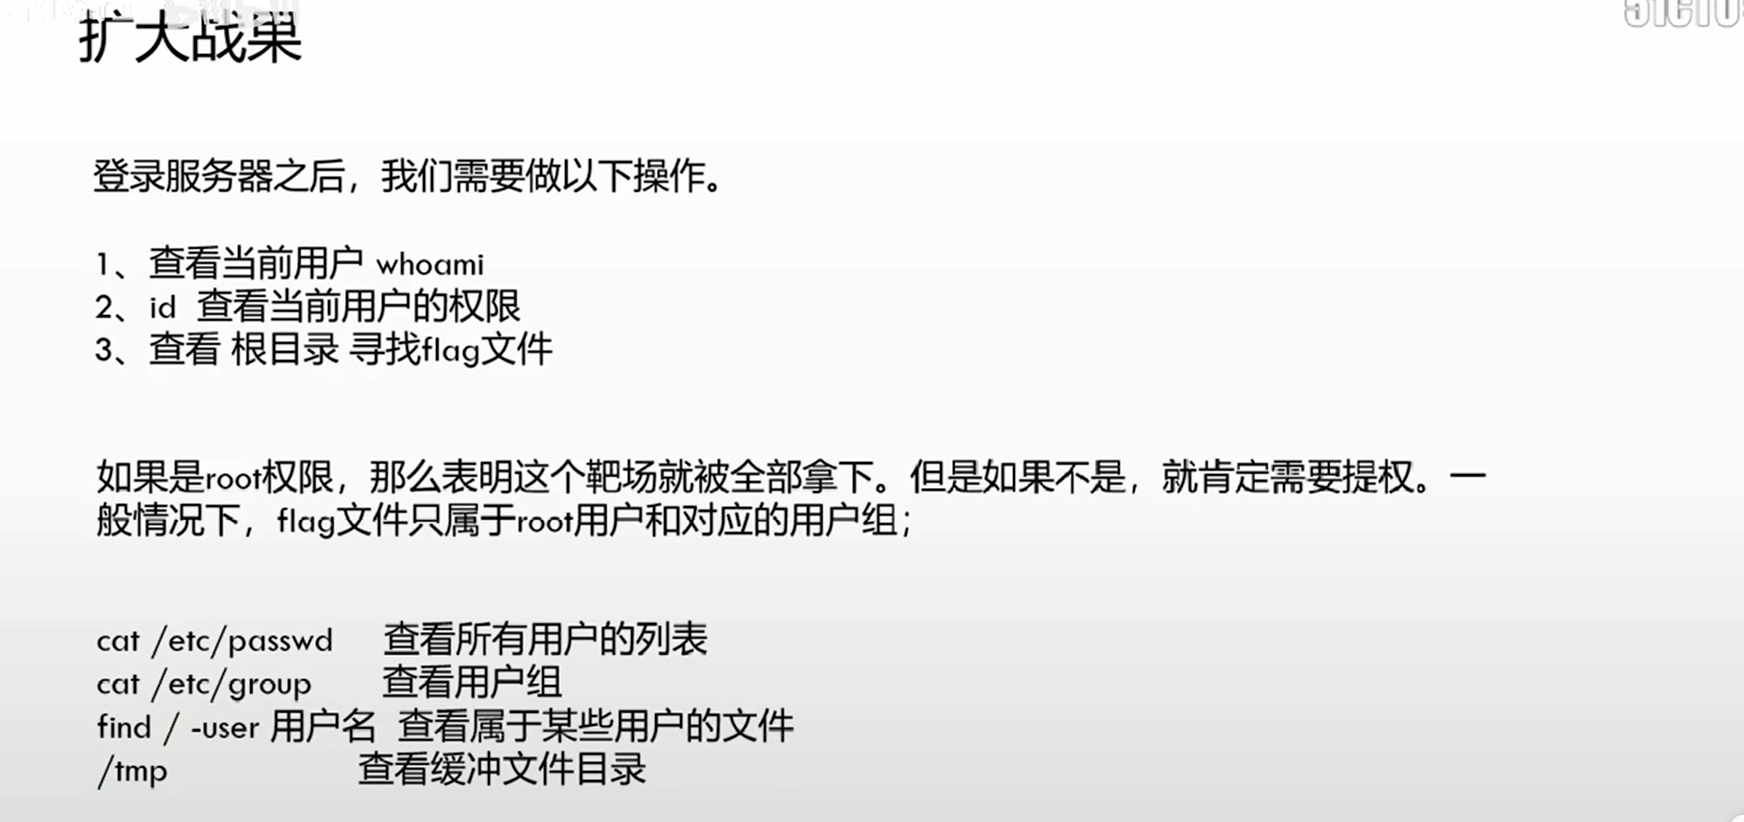 扩大战果
登录服务器之后，我们需要做以下操作。
1、查看当前用户 whoami
2、id 查看当前用户的权限
3、查看 根目录 寻找flag文件
如果是root权限，那么表明这个靶场就被全部拿下。但是如果不是，就肯定需要提权。一
般情况下，flag文件只属于root用户和对应的用户组；
cat /etc/passwd 查看所有用户的列表
cat /etc/group 查看用户组
find / -user 用户名 查看属于某些用户的文件
/tmp 查看缓冲文件目录